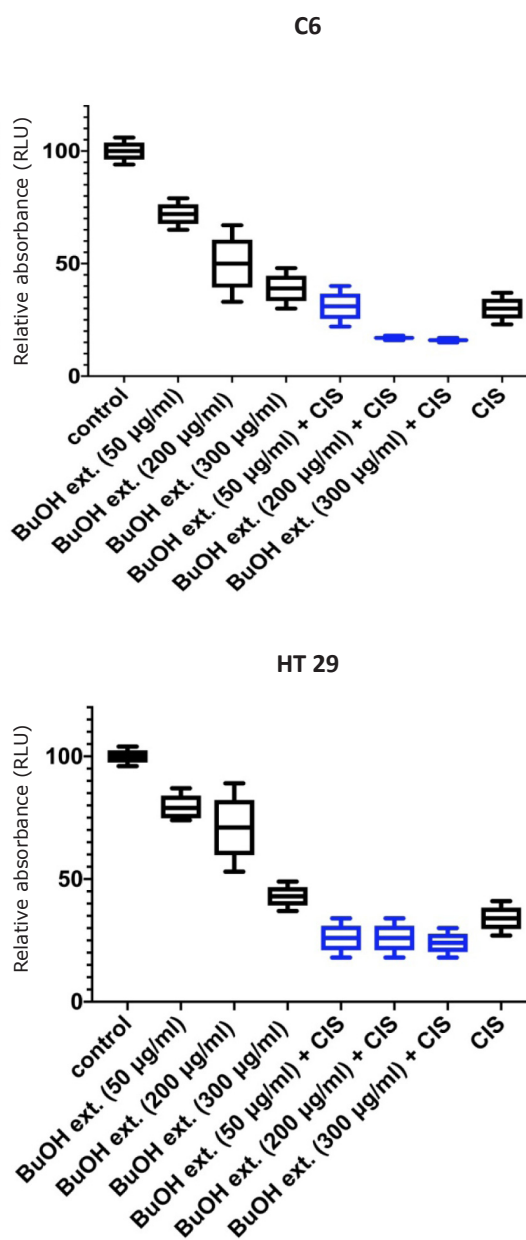 C6
Relative absorbance (RLU)
100
50
0
control
BuOH ext. (50 µg/ml)
BuOH ext. (200 µg/ml)
BuOH ext. (300 µg/ml)
BuOH ext. (50 µg/ml) + CIS
BuOH ext. (200 µg/ml) + CIS
BuOH ext. (300 µg/ml) + CIS
CIS
HT 29
Relative absorbance (RLU)
100
50
0
control
BuOH ext. (50 µg/ml)
BuOH ext. (200 µg/ml)
BuOH ext. (300 µg/ml)
BuOH ext. (50 µg/ml) + CIS
BuOH ext. (200 µg/ml) + CIS
BuOH ext. (300 µg/ml) + CIS
CIS